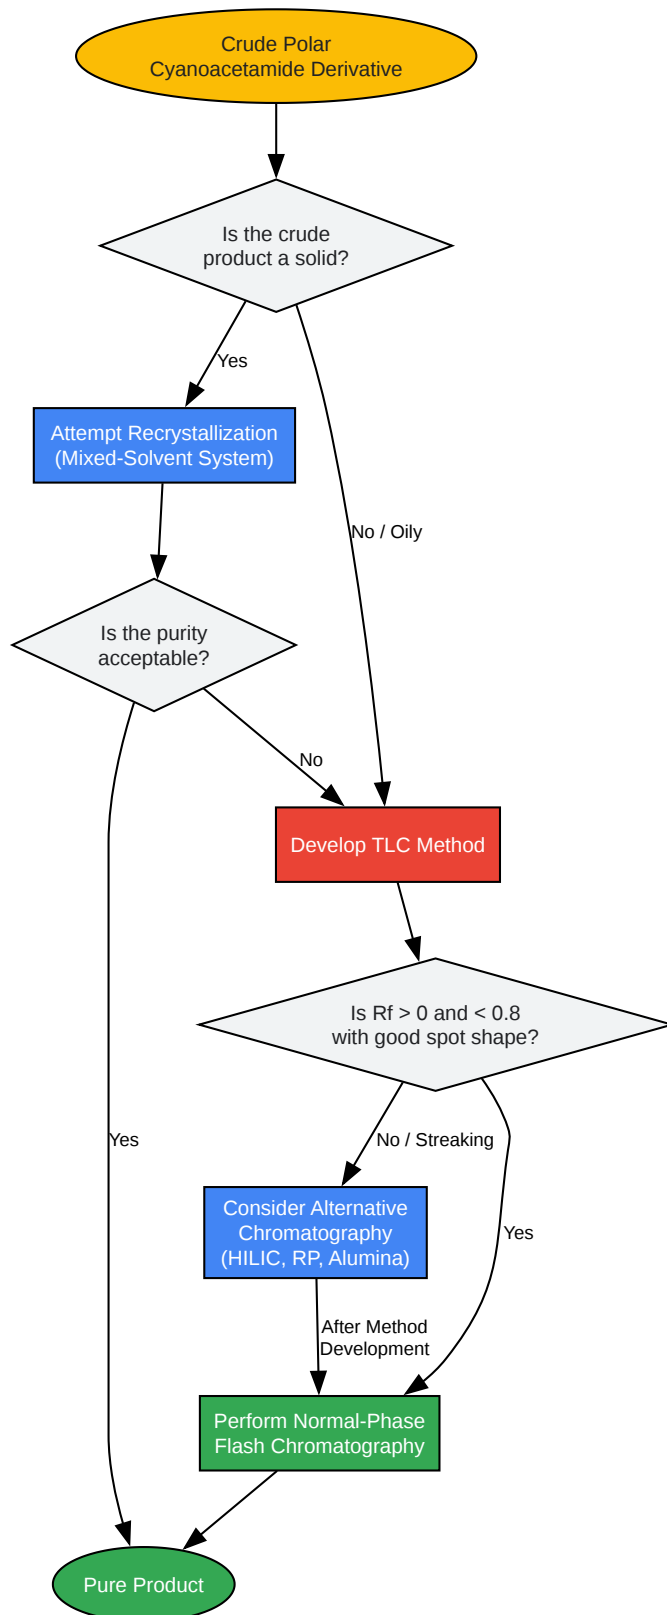 Crude Polar
Cyanoacetamide Derivative
Is the crude
product a solid?
Yes
Attempt Recrystallization
(Mixed-Solvent System)
No / Oily
Is the purity
acceptable?
No
Develop TLC Method
Is Rf > 0 and < 0.8
with good spot shape?
Yes
No / Streaking
Consider Alternative
Chromatography
(HILIC, RP, Alumina)
Yes
After Method
Development
Perform Normal-Phase
Flash Chromatography
Pure Product